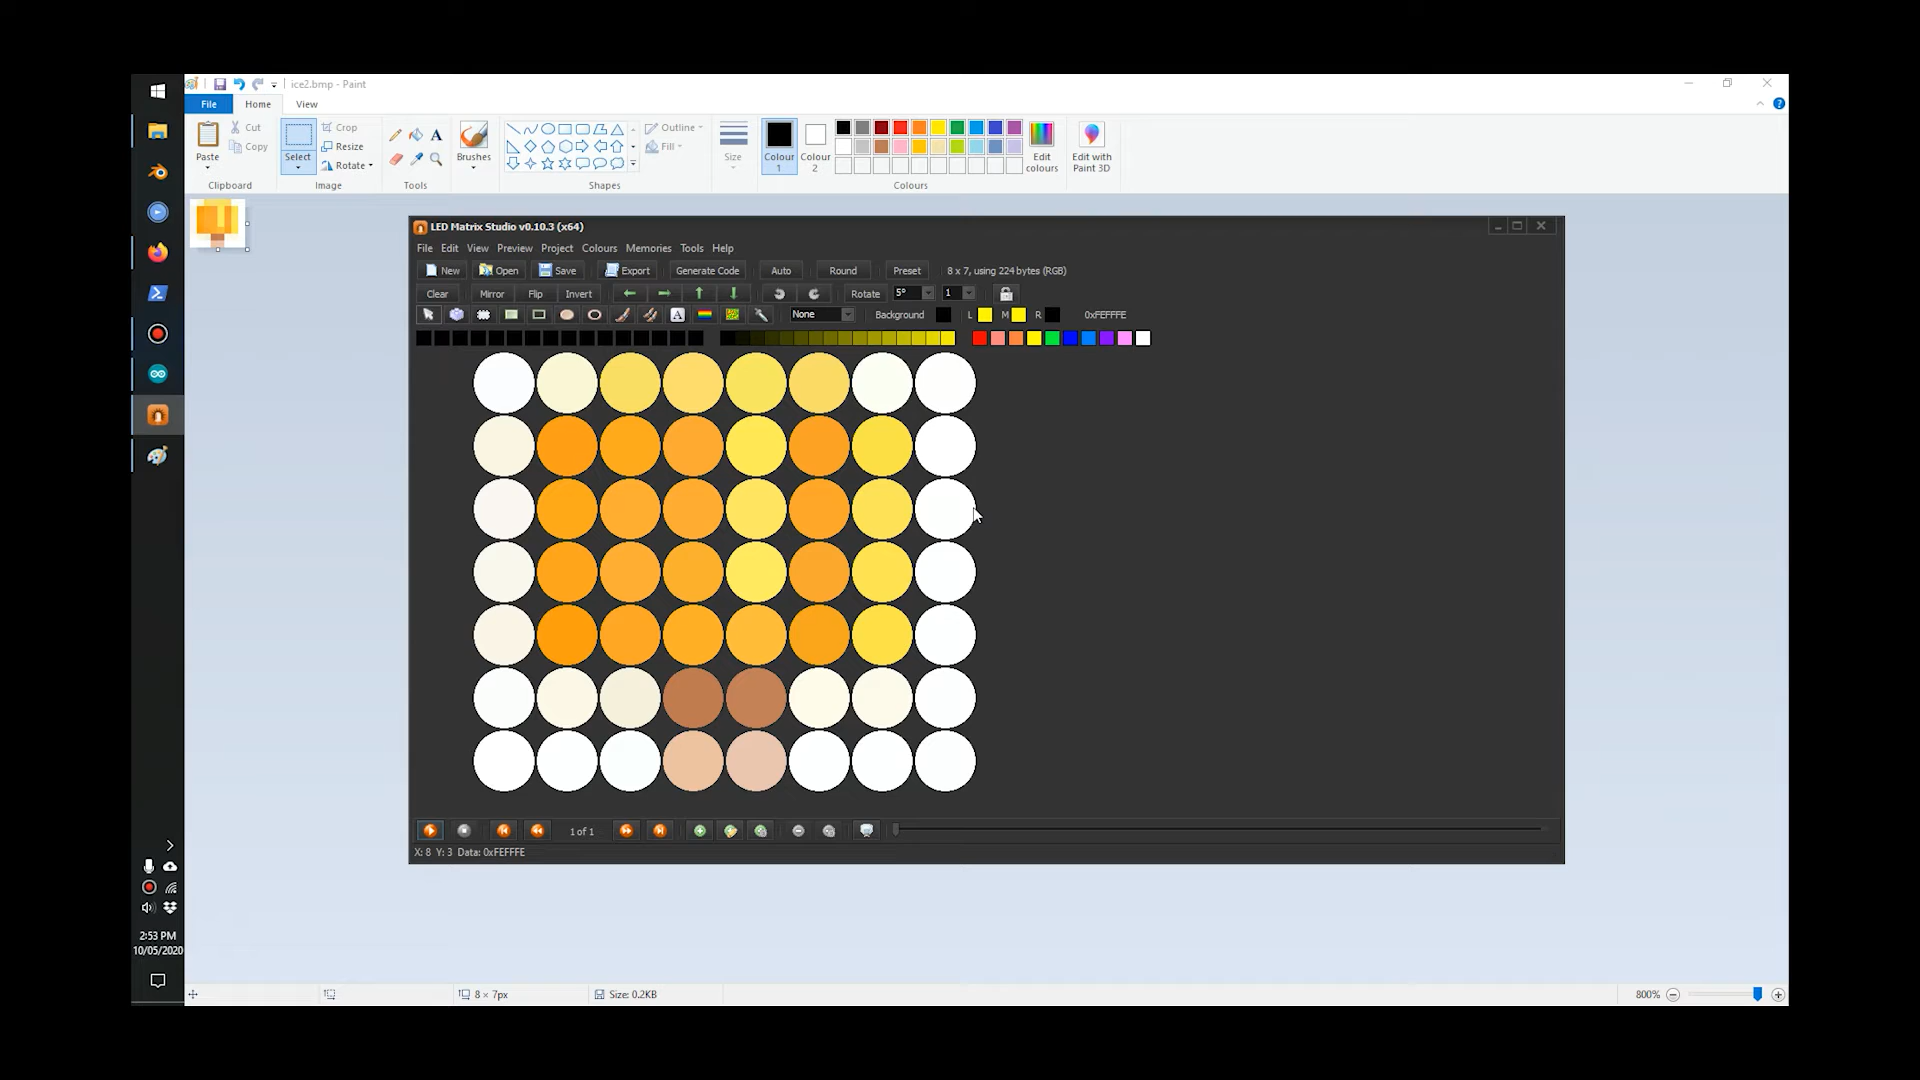 ice2.bmp - Paint
File Home View
Paste
Cut
Copy
Clipboard
Select
Crop
Resize
Rotate
Image
A
Tools
Brushes
Outline
Fill
Shapes
Size
Colour 1
Colour 2
Edit colours
Colours
Edit with Paint 3D
LED Matrix Studio v0.10.3 (x64)
File Edit View Preview Project Colours Memories Tools Help
New Open Save Export Generate Code Auto Round Preset 8 x 7, using 224 bytes (RGB)
Clear Mirror Flip Invert Rotate 5° 1
A None Background L M R 0xFEFFFE
1 of 1
X: 8 Y: 3 Data: 0xFEFFFE
2:53 PM
10/05/2020
8 × 7px Size: 0.2KB 800%